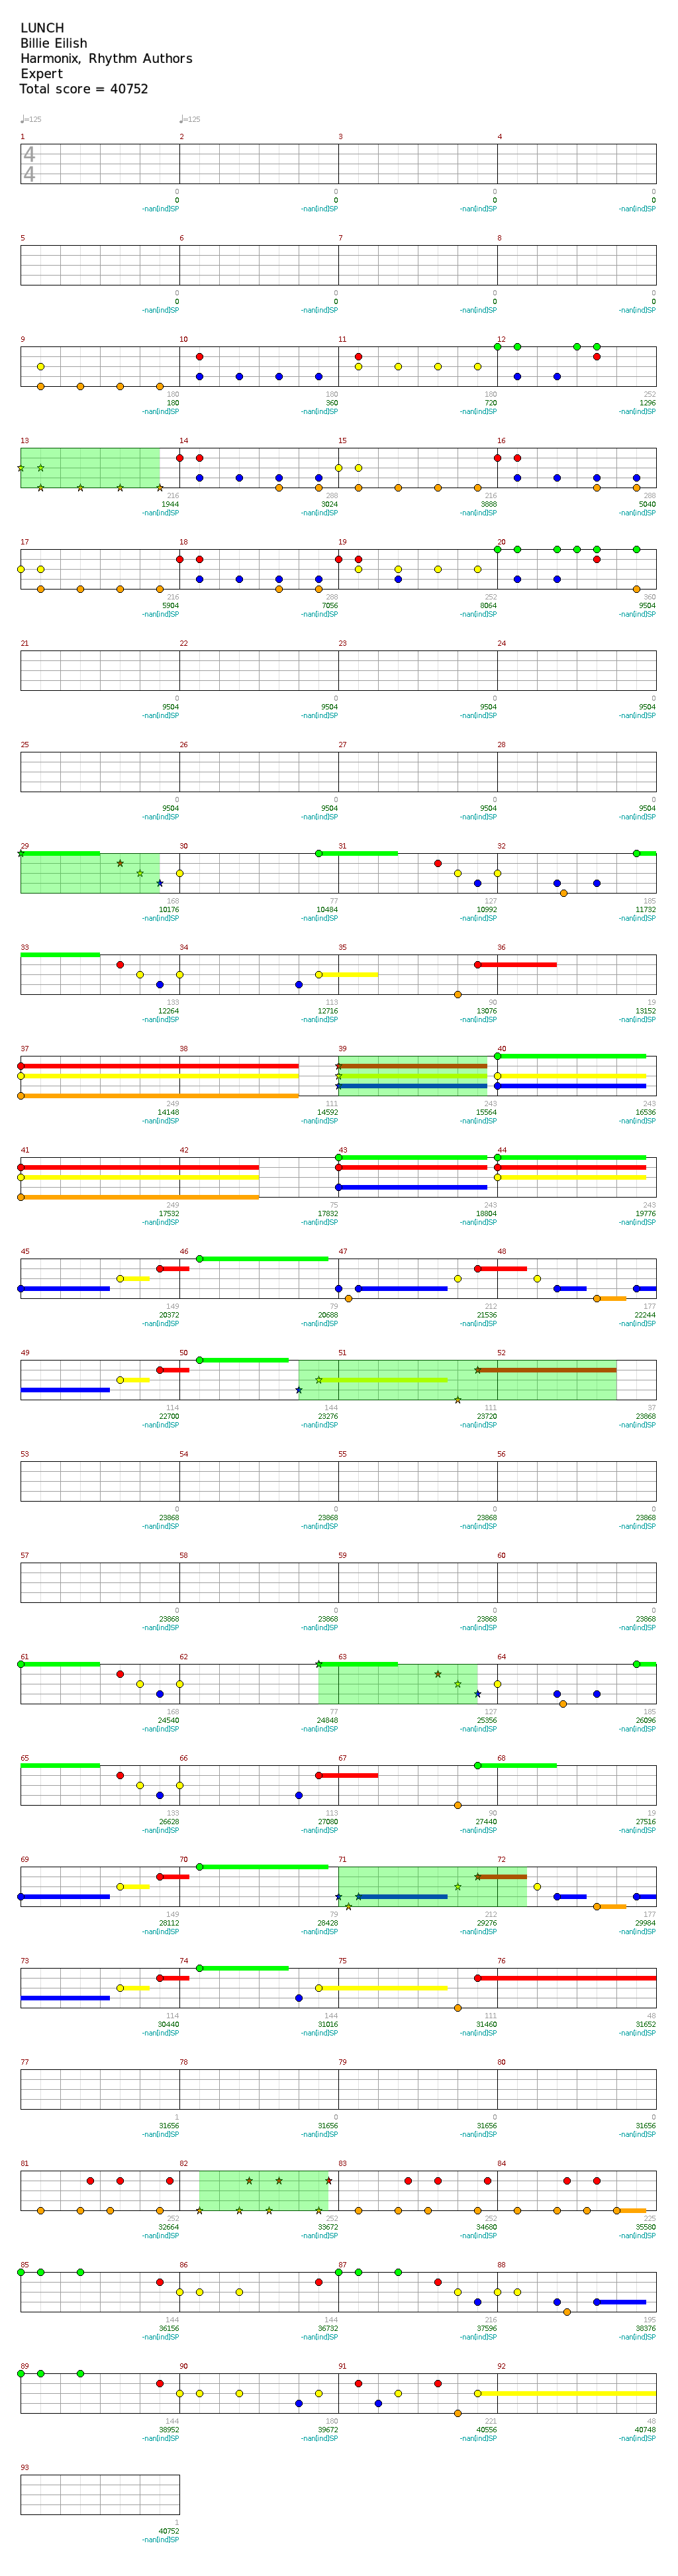 LUNCH
Billie Eilish
Harmonix, Rhythm Authors
Expert
Total score = 40752
♩=125 ♩=125
1 2 3 4
4
4
0 0 0 0
0 0 0 0
-nan[ind]SP -nan[ind]SP -nan[ind]SP -nan[ind]SP
5 6 7 8
0 0 0 0
0 0 0 0
-nan[ind]SP -nan[ind]SP -nan[ind]SP -nan[ind]SP
9 10 11 12
180 180 180 252
180 360 720 1296
-nan[ind]SP -nan[ind]SP -nan[ind]SP -nan[ind]SP
13 14 15 16
216 288 216 288
1944 3024 3888 5040
-nan[ind]SP -nan[ind]SP -nan[ind]SP -nan[ind]SP
17 18 19 20
216 288 252 360
5904 7056 8064 9504
-nan[ind]SP -nan[ind]SP -nan[ind]SP -nan[ind]SP
21 22 23 24
0 0 0 0
9504 9504 9504 9504
-nan[ind]SP -nan[ind]SP -nan[ind]SP -nan[ind]SP
25 26 27 28
0 0 0 0
9504 9504 9504 9504
-nan[ind]SP -nan[ind]SP -nan[ind]SP -nan[ind]SP
29 30 31 32
168 77 127 185
10176 10484 10992 11732
-nan[ind]SP -nan[ind]SP -nan[ind]SP -nan[ind]SP
33 34 35 36
133 113 90 19
12264 12716 13076 13152
-nan[ind]SP -nan[ind]SP -nan[ind]SP -nan[ind]SP
37 38 39 40
249 111 243 243
14148 14592 15564 16536
-nan[ind]SP -nan[ind]SP -nan[ind]SP -nan[ind]SP
41 42 43 44
249 75 243 243
17532 17832 18804 19776
-nan[ind]SP -nan[ind]SP -nan[ind]SP -nan[ind]SP
45 46 47 48
149 79 212 177
20372 20688 21536 22244
-nan[ind]SP -nan[ind]SP -nan[ind]SP -nan[ind]SP
49 50 51 52
114 144 111 37
22700 23276 23720 23868
-nan[ind]SP -nan[ind]SP -nan[ind]SP -nan[ind]SP
53 54 55 56
0 0 0 0
23868 23868 23868 23868
-nan[ind]SP -nan[ind]SP -nan[ind]SP -nan[ind]SP
57 58 59 60
0 0 0 0
23868 23868 23868 23868
-nan[ind]SP -nan[ind]SP -nan[ind]SP -nan[ind]SP
61 62 63 64
168 77 127 185
24540 24848 25356 26096
-nan[ind]SP -nan[ind]SP -nan[ind]SP -nan[ind]SP
65 66 67 68
133 113 90 19
26628 27080 27440 27516
-nan[ind]SP -nan[ind]SP -nan[ind]SP -nan[ind]SP
69 70 71 72
149 79 212 177
28112 28428 29276 29984
-nan[ind]SP -nan[ind]SP -nan[ind]SP -nan[ind]SP
73 74 75 76
114 144 111 48
30440 31016 31460 31652
-nan[ind]SP -nan[ind]SP -nan[ind]SP -nan[ind]SP
77 78 79 80
1 0 0 0
31656 31656 31656 31656
-nan[ind]SP -nan[ind]SP -nan[ind]SP -nan[ind]SP
81 82 83 84
252 252 252 225
32664 33672 34680 35580
-nan[ind]SP -nan[ind]SP -nan[ind]SP -nan[ind]SP
85 86 87 88
144 144 216 195
36156 36732 37596 38376
-nan[ind]SP -nan[ind]SP -nan[ind]SP -nan[ind]SP
89 90 91 92
144 180 221 48
38952 39672 40556 40748
-nan[ind]SP -nan[ind]SP -nan[ind]SP -nan[ind]SP
93
1
40752
-nan[ind]SP